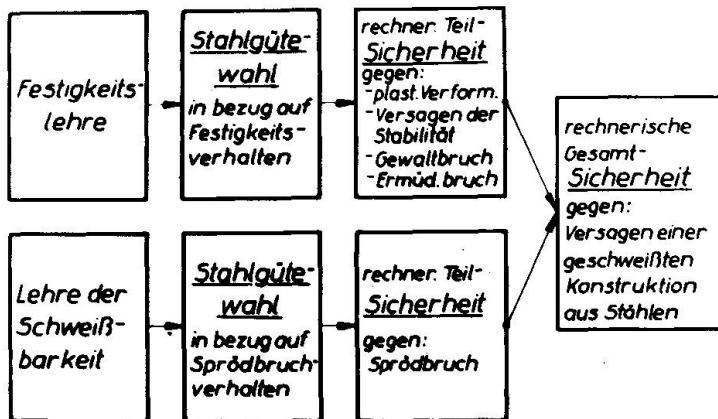 Festigkeits-
lehre
Stahlgüte-
wahl
in bezug auf
Festigkeits-
verhalten
rechner. Teil-
Sicherheit
gegen:
-plast. Verform.
-Versagen der
Stabilität
-Gewaltbruch
-Ermüd. bruch
Lehre der
Schweiß-
barkeit
Stahlgüte-
wahl
in bezug auf
Sprödbruch-
verhalten
rechner. Teil-
Sicherheit
gegen:
Sprödbruch
rechnerische
Gesamt-
Sicherheit
gegen:
Versagen einer
geschweißten
Konstruktion
aus Stählen